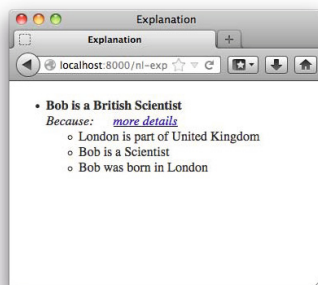 Explanation
Explanation
localhost:8000/nl-exp
Bob is a British Scientist
Because: more details
London is part of United Kingdom
Bob is a Scientist
Bob was born in London